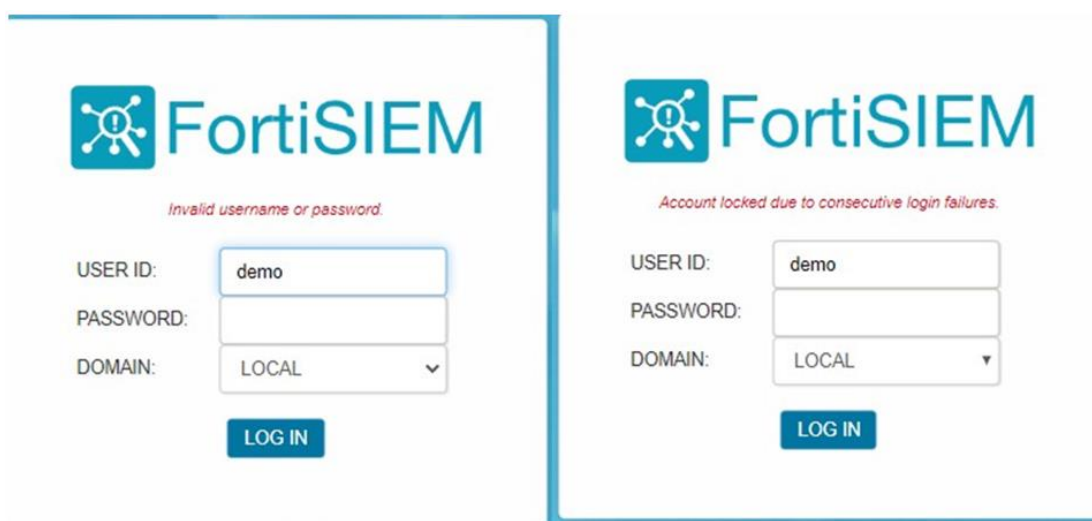 FortiSIEM
Invalid username or password.
USER ID:
demo
PASSWORD:
DOMAIN:
LOCAL
LOG IN
FortiSIEM
Account locked due to consecutive login failures.
USER ID:
demo
PASSWORD:
DOMAIN:
LOCAL
LOG IN